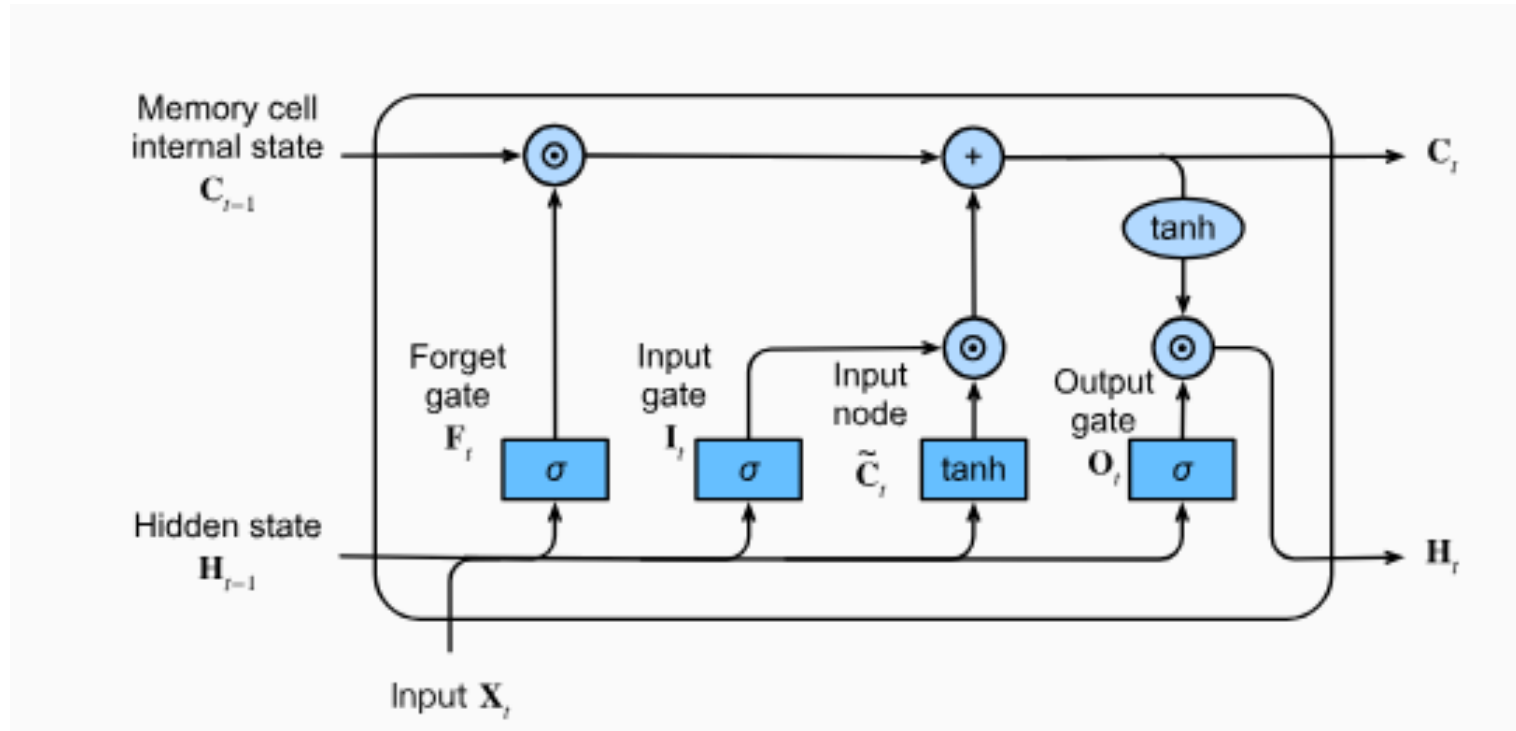 Memory cell
internal state
C_{t-1}
⊙
+
C_t
tanh
Forget
gate
F_t
σ
Input
gate
I_t
σ
Input
node
C̃_t
tanh
⊙
Output
gate
O_t
σ
⊙
Hidden state
H_{t-1}
H_t
Input X_t